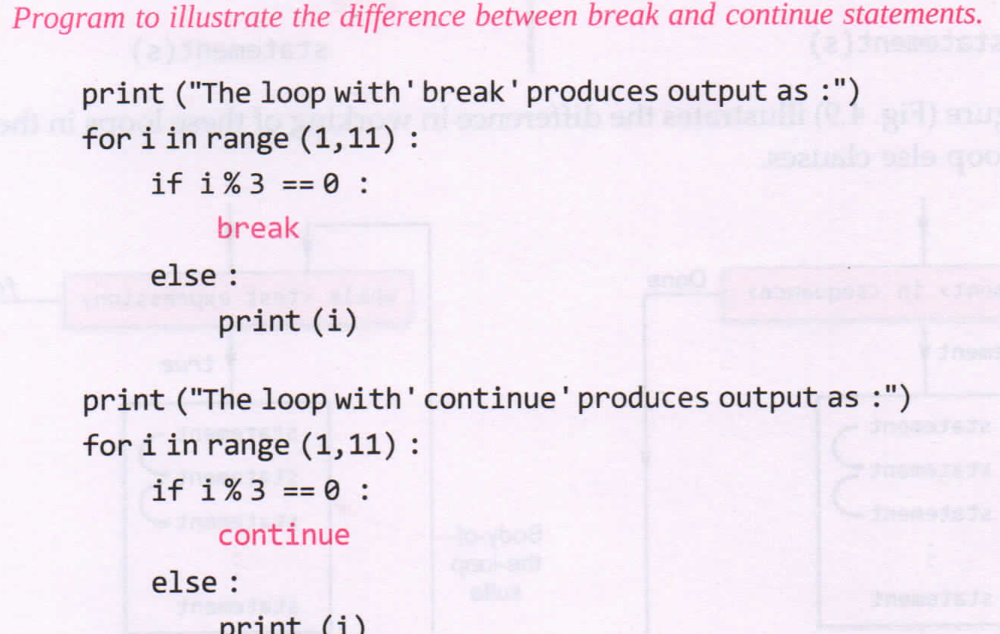 Program to illustrate the difference between break and continue statements.
print ("The loop with 'break' produces output as :")
for i in range (1,11) :
if i % 3 == 0 :
break
else :
print (i)
print ("The loop with 'continue' produces output as :")
for i in range (1,11) :
if i % 3 == 0 :
continue
else :
print (i)